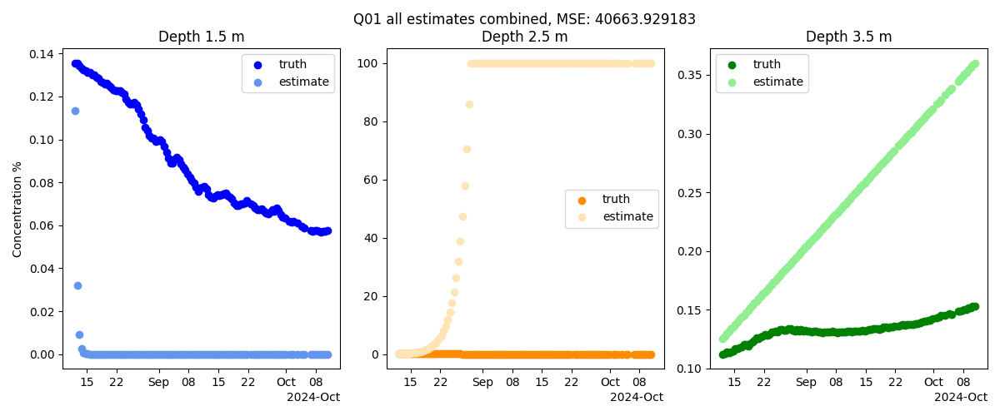 Q01 all estimates combined, MSE: 40663.929183
Depth 1.5 m
Depth 2.5 m
Depth 3.5 m
Concentration %
0.14
0.12
0.10
0.08
0.06
0.04
0.02
0.00
truth
estimate
15
22
Sep
08
15
22
Oct
08
2024-Oct
100
80
60
40
20
0
truth
estimate
15
22
Sep
08
15
22
Oct
08
2024-Oct
0.35
0.30
0.25
0.20
0.15
0.10
truth
estimate
15
22
Sep
08
15
22
Oct
08
2024-Oct